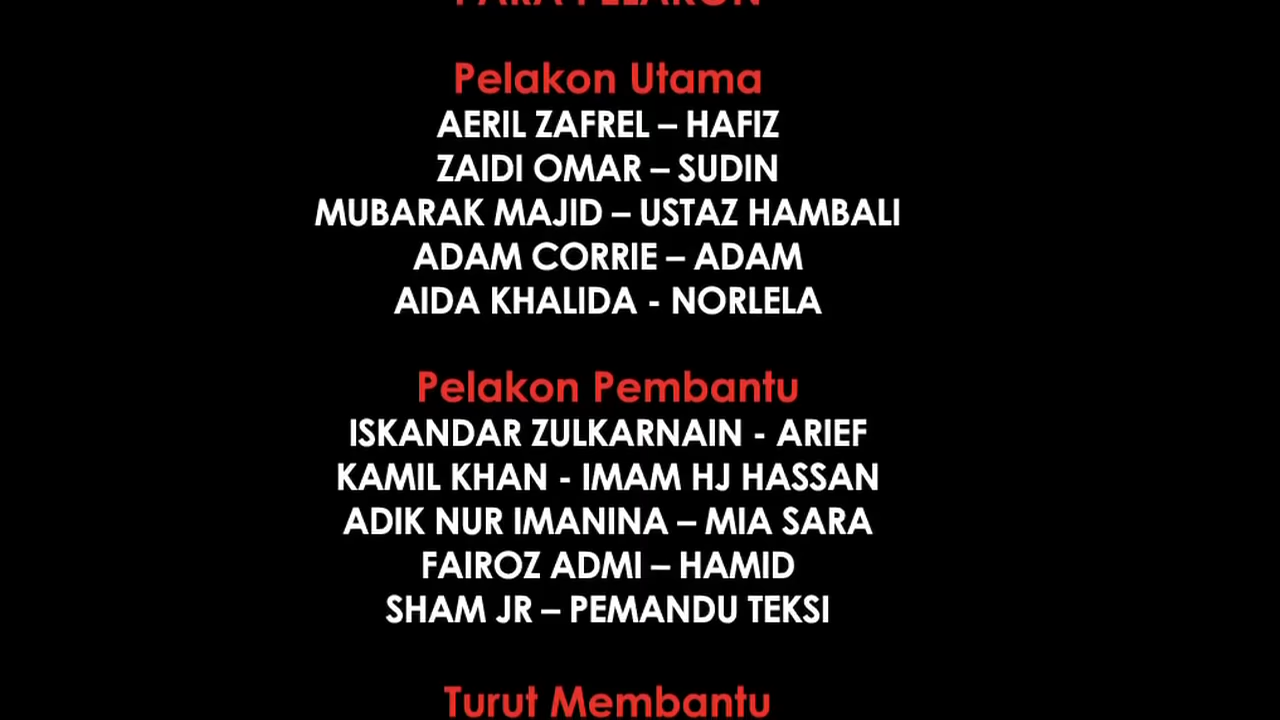 PARA PELAKON
Pelakon Utama
AERIL ZAFREL – HAFIZ
ZAIDI OMAR – SUDIN
MUBARAK MAJID – USTAZ HAMBALI
ADAM CORRIE – ADAM
AIDA KHALIDA - NORLELA
Pelakon Pembantu
ISKANDAR ZULKARNAIN - ARIEF
KAMIL KHAN - IMAM HJ HASSAN
ADIK NUR IMANINA – MIA SARA
FAIROZ ADMI – HAMID
SHAM JR – PEMANDU TEKSI
Turut Membantu